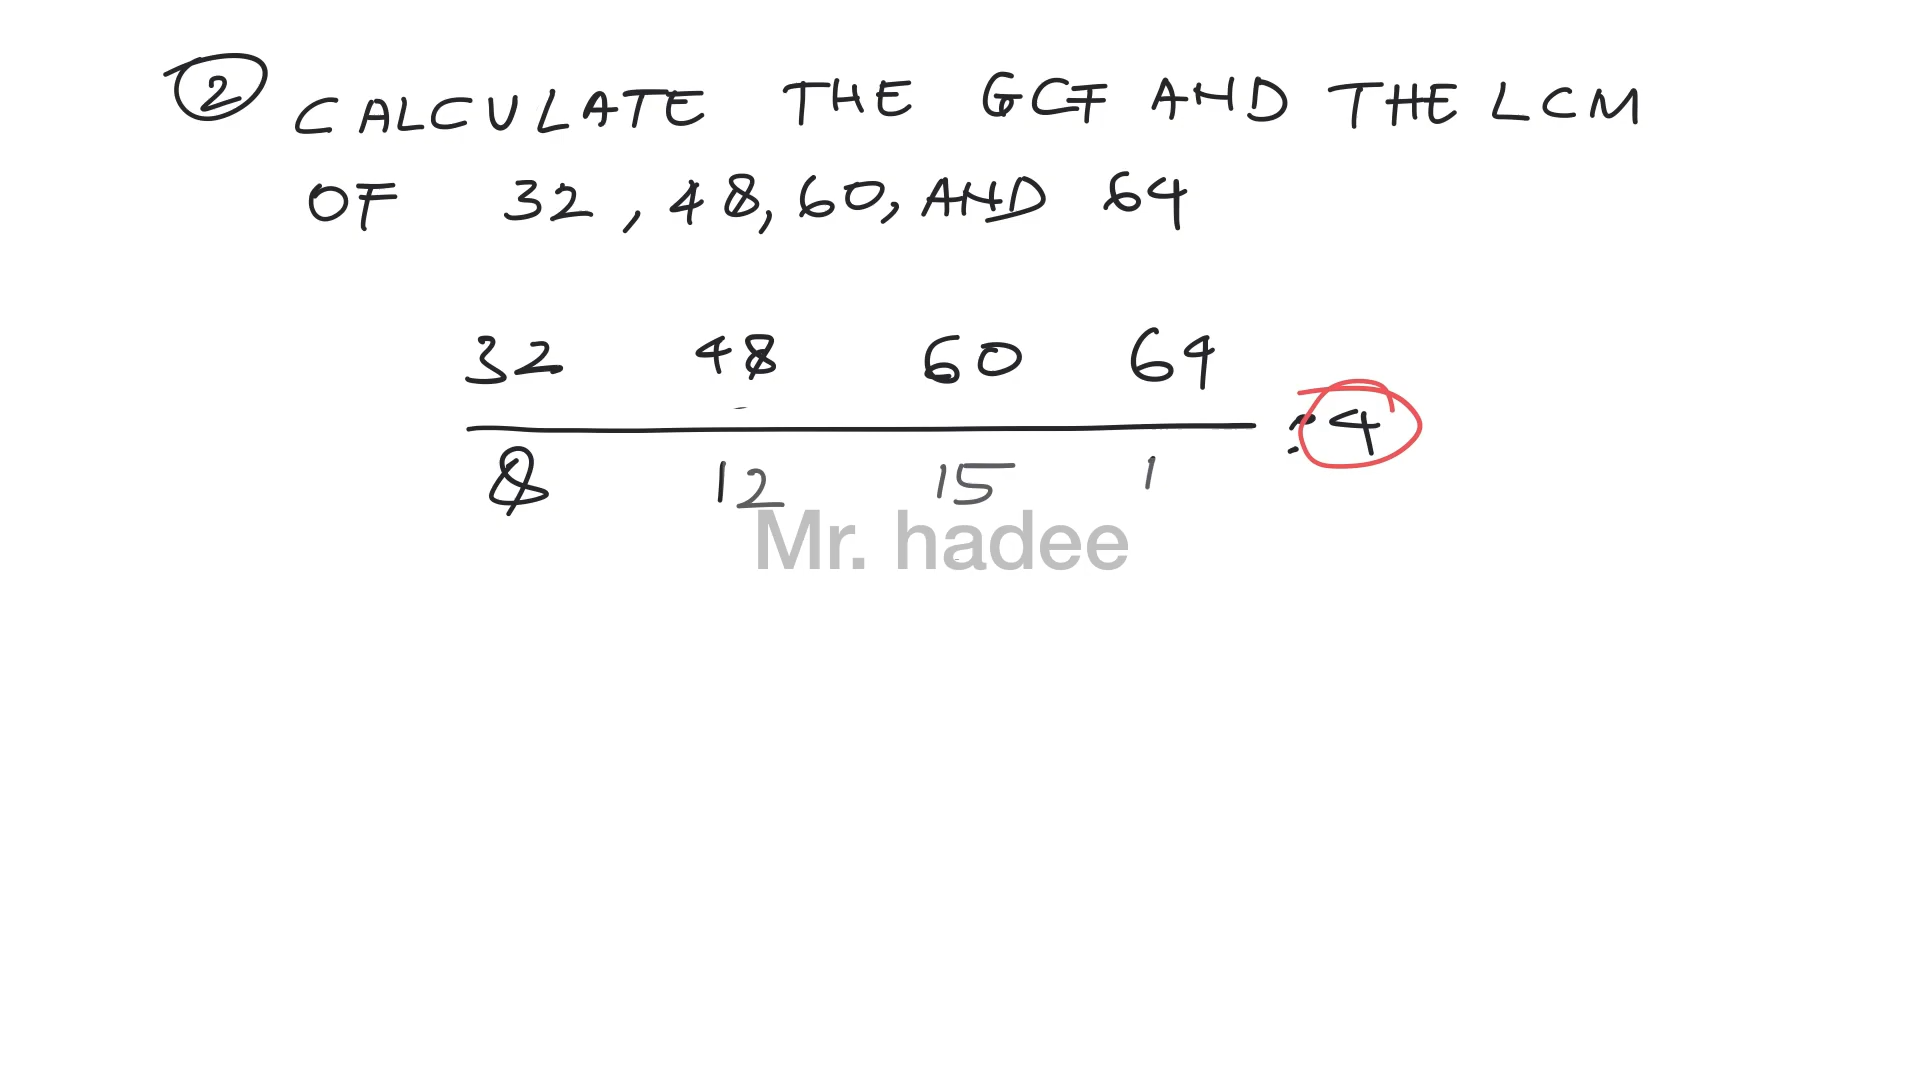 2 CALCULATE THE GCF AND THE LCM
OF 32, 48, 60, AND 64
32 48 60 64
÷4
8 12 15 1
Mr. hadee